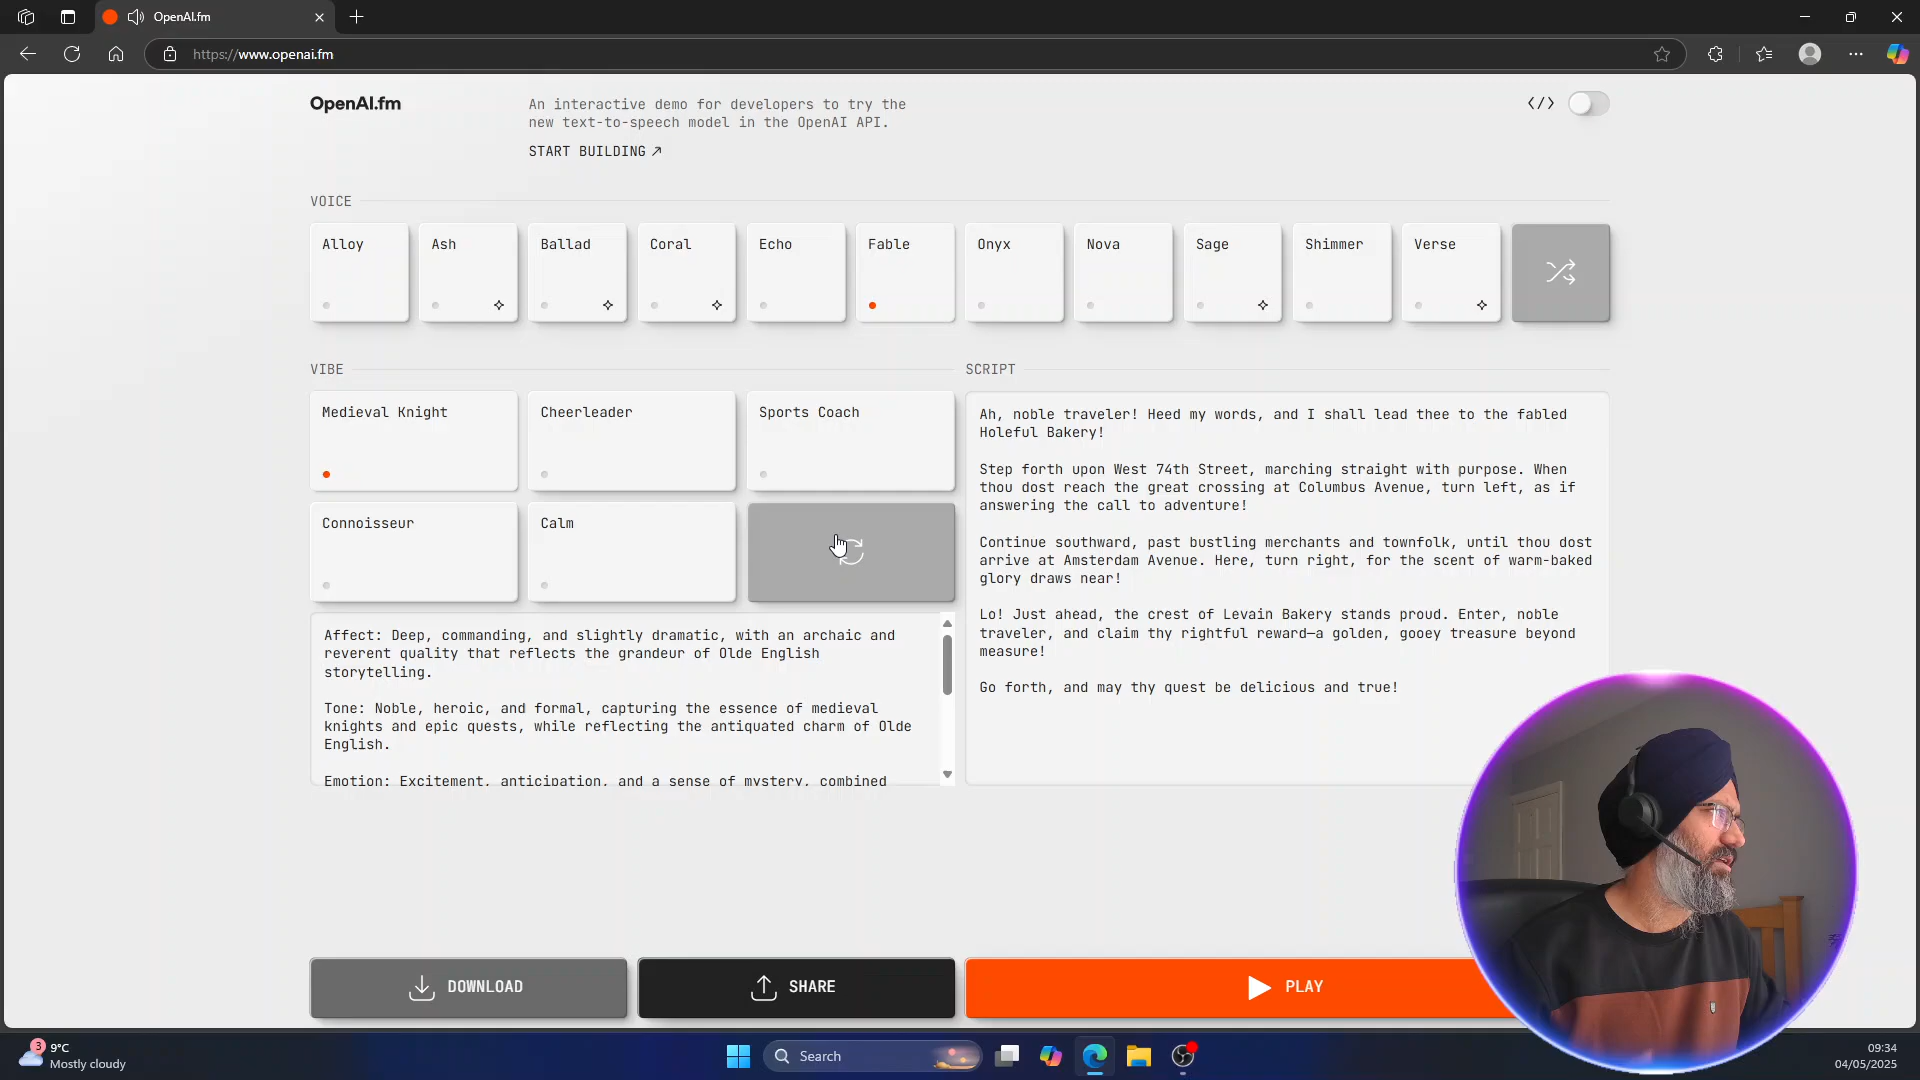 OpenAI.fm
https://www.openai.fm
OpenAI.fm
An interactive demo for developers to try the
new text-to-speech model in the OpenAI API.
START BUILDING ↗
</>
VOICE
Alloy
Ash
Ballad
Coral
Echo
Fable
Onyx
Nova
Sage
Shimmer
Verse
VIBE
Medieval Knight
Cheerleader
Sports Coach
Connoisseur
Calm
Affect: Deep, commanding, and slightly dramatic, with an archaic and
reverent quality that reflects the grandeur of Olde English
storytelling.
Tone: Noble, heroic, and formal, capturing the essence of medieval
knights and epic quests, while reflecting the antiquated charm of Olde
English.
Emotion: Excitement, anticipation, and a sense of mystery, combined
SCRIPT
Ah, noble traveler! Heed my words, and I shall lead thee to the fabled
Holeful Bakery!
Step forth upon West 74th Street, marching straight with purpose. When
thou dost reach the great crossing at Columbus Avenue, turn left, as if
answering the call to adventure!
Continue southward, past bustling merchants and townfolk, until thou dost
arrive at Amsterdam Avenue. Here, turn right, for the scent of warm-baked
glory draws near!
Lo! Just ahead, the crest of Levain Bakery stands proud. Enter, noble
traveler, and claim thy rightful reward—a golden, gooey treasure beyond
measure!
Go forth, and may thy quest be delicious and true!
DOWNLOAD
SHARE
PLAY
3
9°C
Mostly cloudy
Search
09:34
04/05/2025